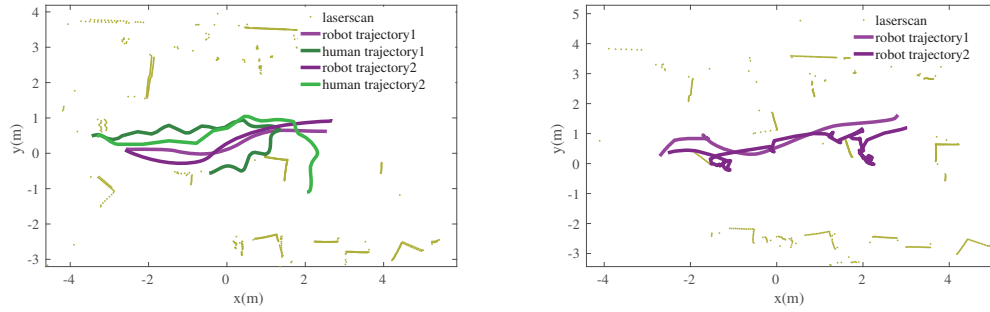 4
3
2
1
0
-1
-2
-3
y(m)
-4
-2
0
2
4
x(m)
laserscan
robot trajectory1
human trajectory1
robot trajectory2
human trajectory2
5
4
3
2
1
0
-1
-2
-3
y(m)
-4
-2
0
2
4
x(m)
laserscan
robot trajectory1
robot trajectory2